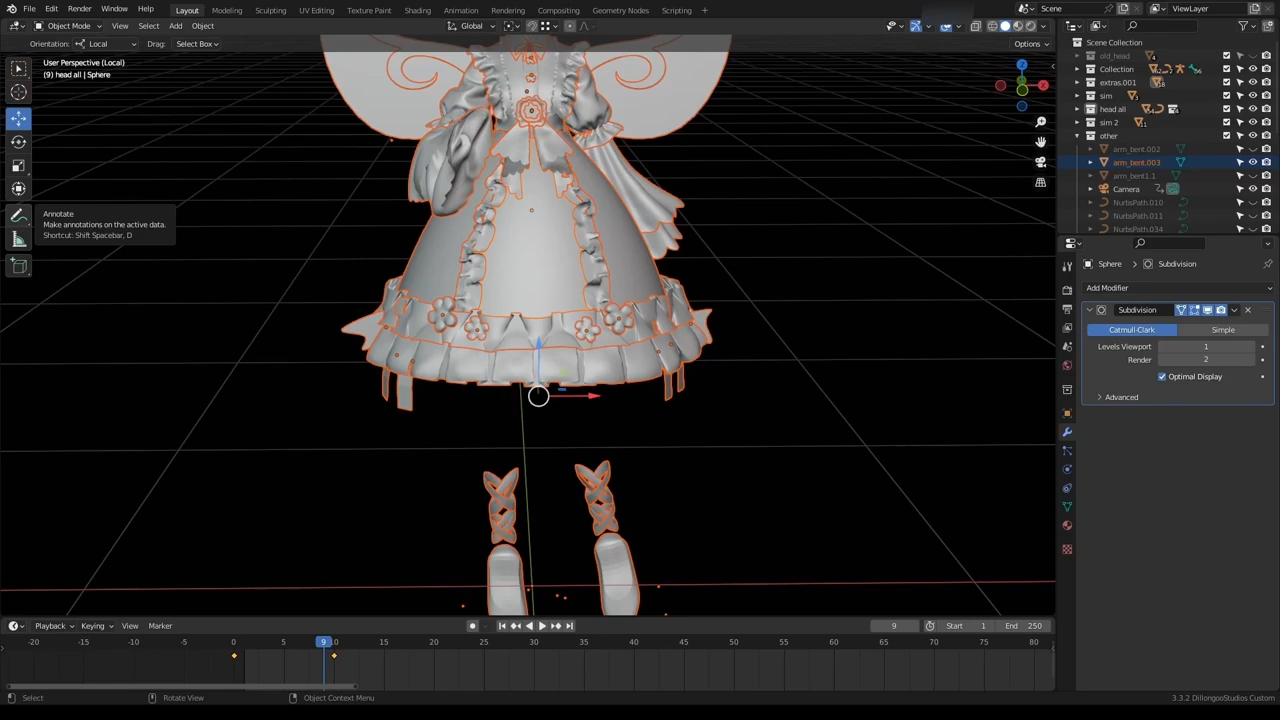 File Edit Render Window Help Layout Modeling Sculpting UV Editing Texture Paint Shading Animation Rendering Compositing Geometry Nodes Scripting + Scene ViewLayer
Object Mode View Select Add Object Global
Orientation: Local Drag: Select Box Options
User Perspective (Local)
(9) head all | Sphere
Annotate
Make annotations on the active data.
Shortcut: Shift Spacebar, D
Scene Collection
old_head
Collection
extras.001
sim
head all
sim 2
other
arm_bent.002
arm_bent.003
arm_bent1.1
Camera
NurbsPath.010
NurbsPath.011
NurbsPath.034
Sphere Subdivision
Add Modifier
Subdivision
Catmull-Clark Simple
Levels Viewport 1
Render 2
Optimal Display
Advanced
Playback Keying View Marker 9 Start 1 End 250
-20 -15 -10 -5 0 5 9 10 15 20 25 30 35 40 45 50 55 60 65 70 75 80
Select Rotate View Object Context Menu 3.3.2 DillongooStudios Custom